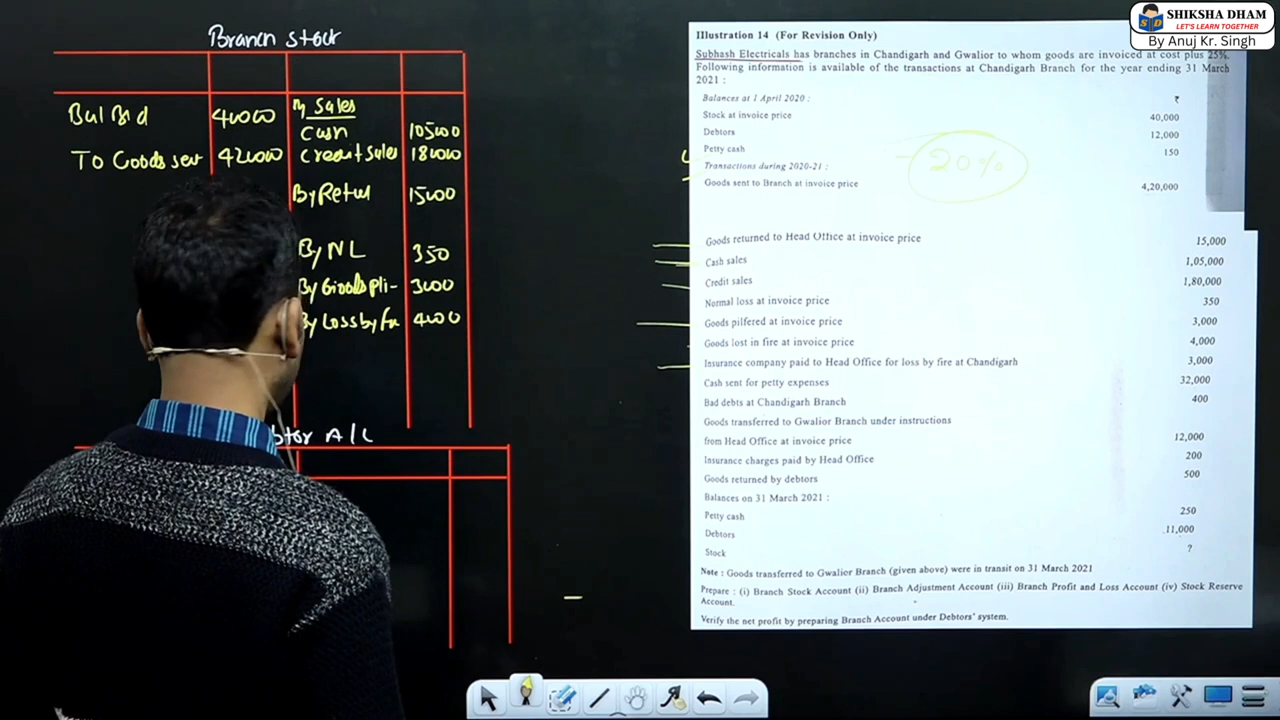 SHIKSHA DHAM
LET'S LEARN TOGETHER
By Anuj Kr. Singh
Branch Stock
Bal Brd 40000
To Goods sent 420000
By Sales
Cash 105000
Credit Sales 180000
By Return 15000
By NL 350
By Goods pli- 3000
By Loss by fir 4000
btor A/c
Illustration 14 (For Revision Only)
Subhash Electricals has branches in Chandigarh and Gwalior to whom goods are invoiced at cost plus 25%.
Following information is available of the transactions at Chandigarh Branch for the year ending 31 March
2021 :
Balances at 1 April 2020 : ₹
Stock at invoice price 40,000
Debtors 12,000
Petty cash 150
20%
Transactions during 2020-21 :
Goods sent to Branch at invoice price 4,20,000
Goods returned to Head Office at invoice price 15,000
Cash sales 1,05,000
Credit sales 1,80,000
Normal loss at invoice price 350
Goods pilfered at invoice price 3,000
Goods lost in fire at invoice price 4,000
Insurance company paid to Head Office for loss by fire at Chandigarh 3,000
Cash sent for petty expenses 32,000
Bad debts at Chandigarh Branch 400
Goods transferred to Gwalior Branch under instructions
from Head Office at invoice price 12,000
Insurance charges paid by Head Office 200
Goods returned by debtors 500
Balances on 31 March 2021 :
Petty cash 250
Debtors 11,000
Stock ?
Note : Goods transferred to Gwalior Branch (given above) were in transit on 31 March 2021
Prepare : (i) Branch Stock Account (ii) Branch Adjustment Account (iii) Branch Profit and Loss Account (iv) Stock Reserve
Account.
Verify the net profit by preparing Branch Account under Debtors' system.